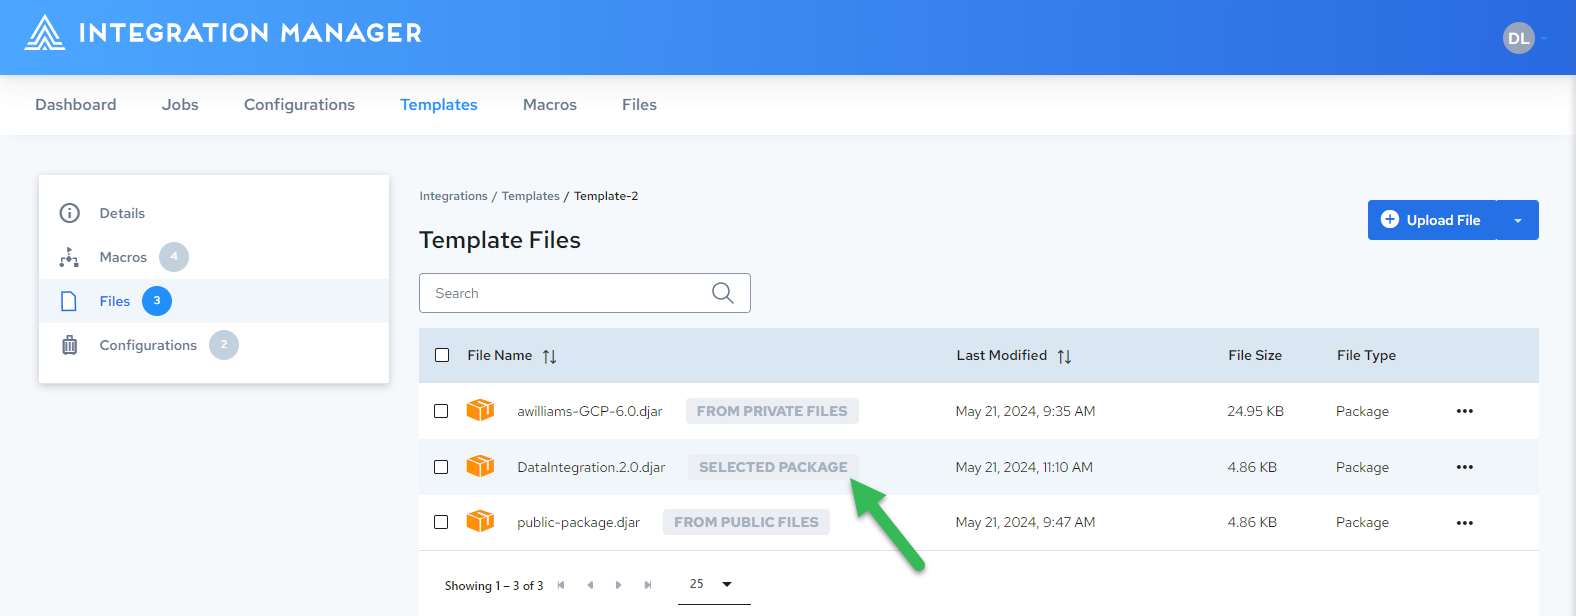 INTEGRATION MANAGER
DL
Dashboard Jobs Configurations Templates Macros Files
Details
Macros 4
Files 3
Configurations 2
Integrations / Templates / Template-2
Template Files
Upload File
Search
File Name Last Modified File Size File Type
awilliams-GCP-6.0.djar FROM PRIVATE FILES May 21, 2024, 9:35 AM 24.95 KB Package
DataIntegration.2.0.djar SELECTED PACKAGE May 21, 2024, 11:10 AM 4.86 KB Package
public-package.djar FROM PUBLIC FILES May 21, 2024, 9:47 AM 4.86 KB Package
Showing 1 – 3 of 3 25